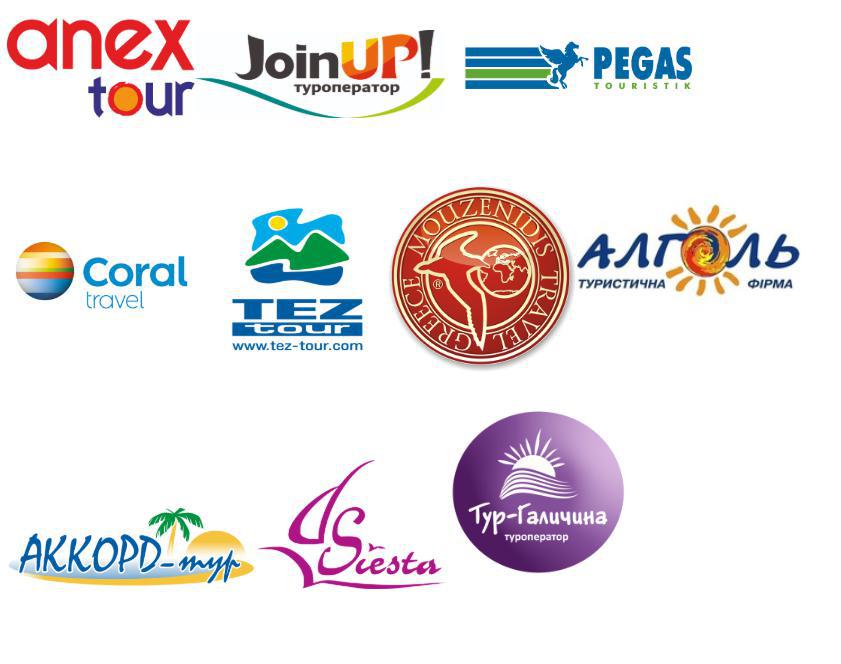 anex
tour
JoinUP!
туроператор
PEGAS
TOURISTIK
Coral
travel
TEZ
tour
www.tez-tour.com
MOUZENIDIS TRAVEL GREECE
®
АЛГОЛЬ
ТУРИСТИЧНА ФІРМА
АККОРД-тур
Siesta
Тур-Галичина
туроператор